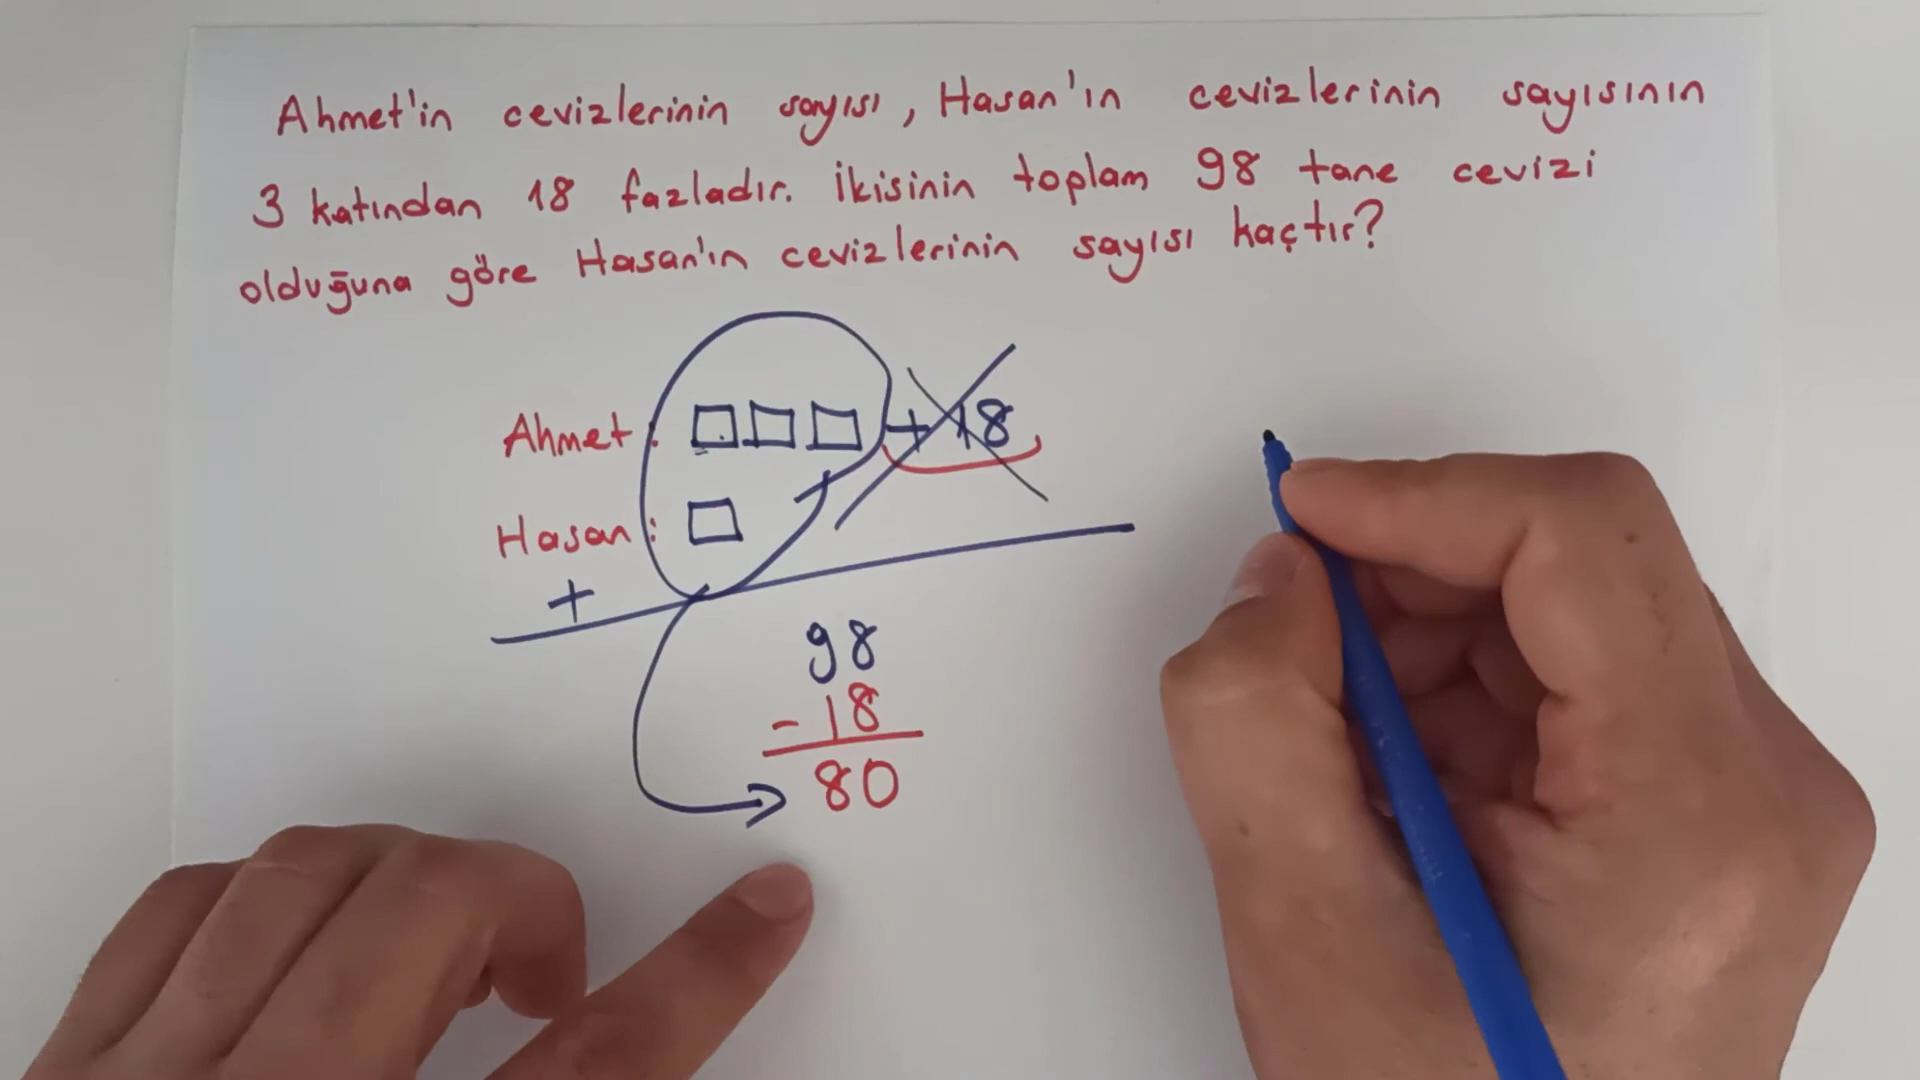 Ahmet'in cevizlerinin sayısı, Hasan'ın cevizlerinin sayısının
3 katından 18 fazladır. İkisinin toplam 98 tane cevizi
olduğuna göre Hasan'ın cevizlerinin sayısı kaçtır?
Ahmet: □□□ + 18
Hasan: □
+
98
- 18
80